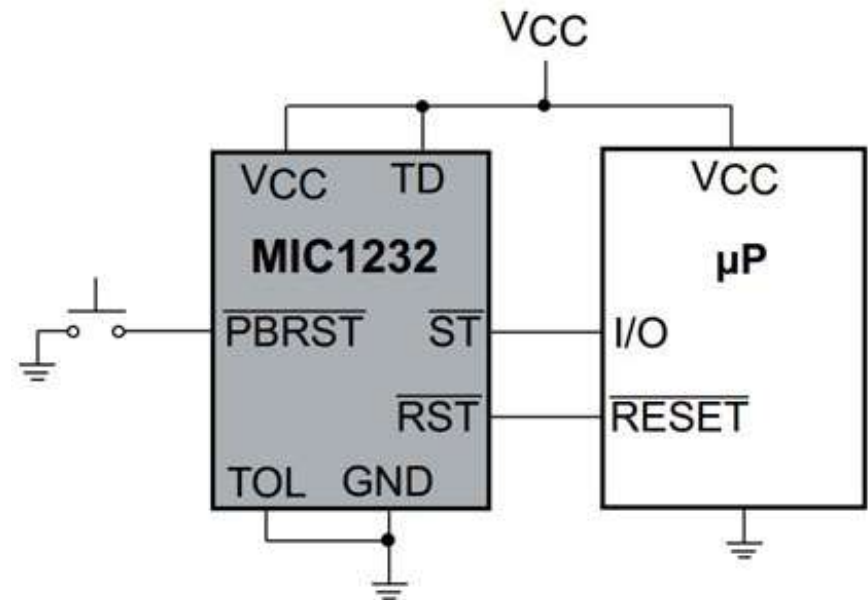 VCC
VCC TD
VCC
MIC1232
µP
PBRST ST
I/O
RST
RESET
TOL GND